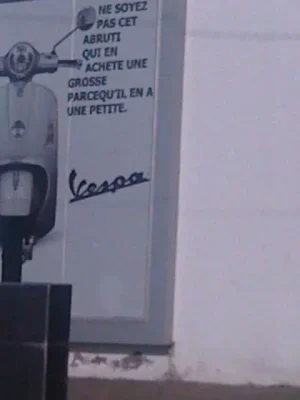 NE SOYEZ
PAS CET
ABRUTI
QUI EN
ACHETE UNE
GROSSE
PARCEQU'IL EN A
UNE PETITE.
Vespa